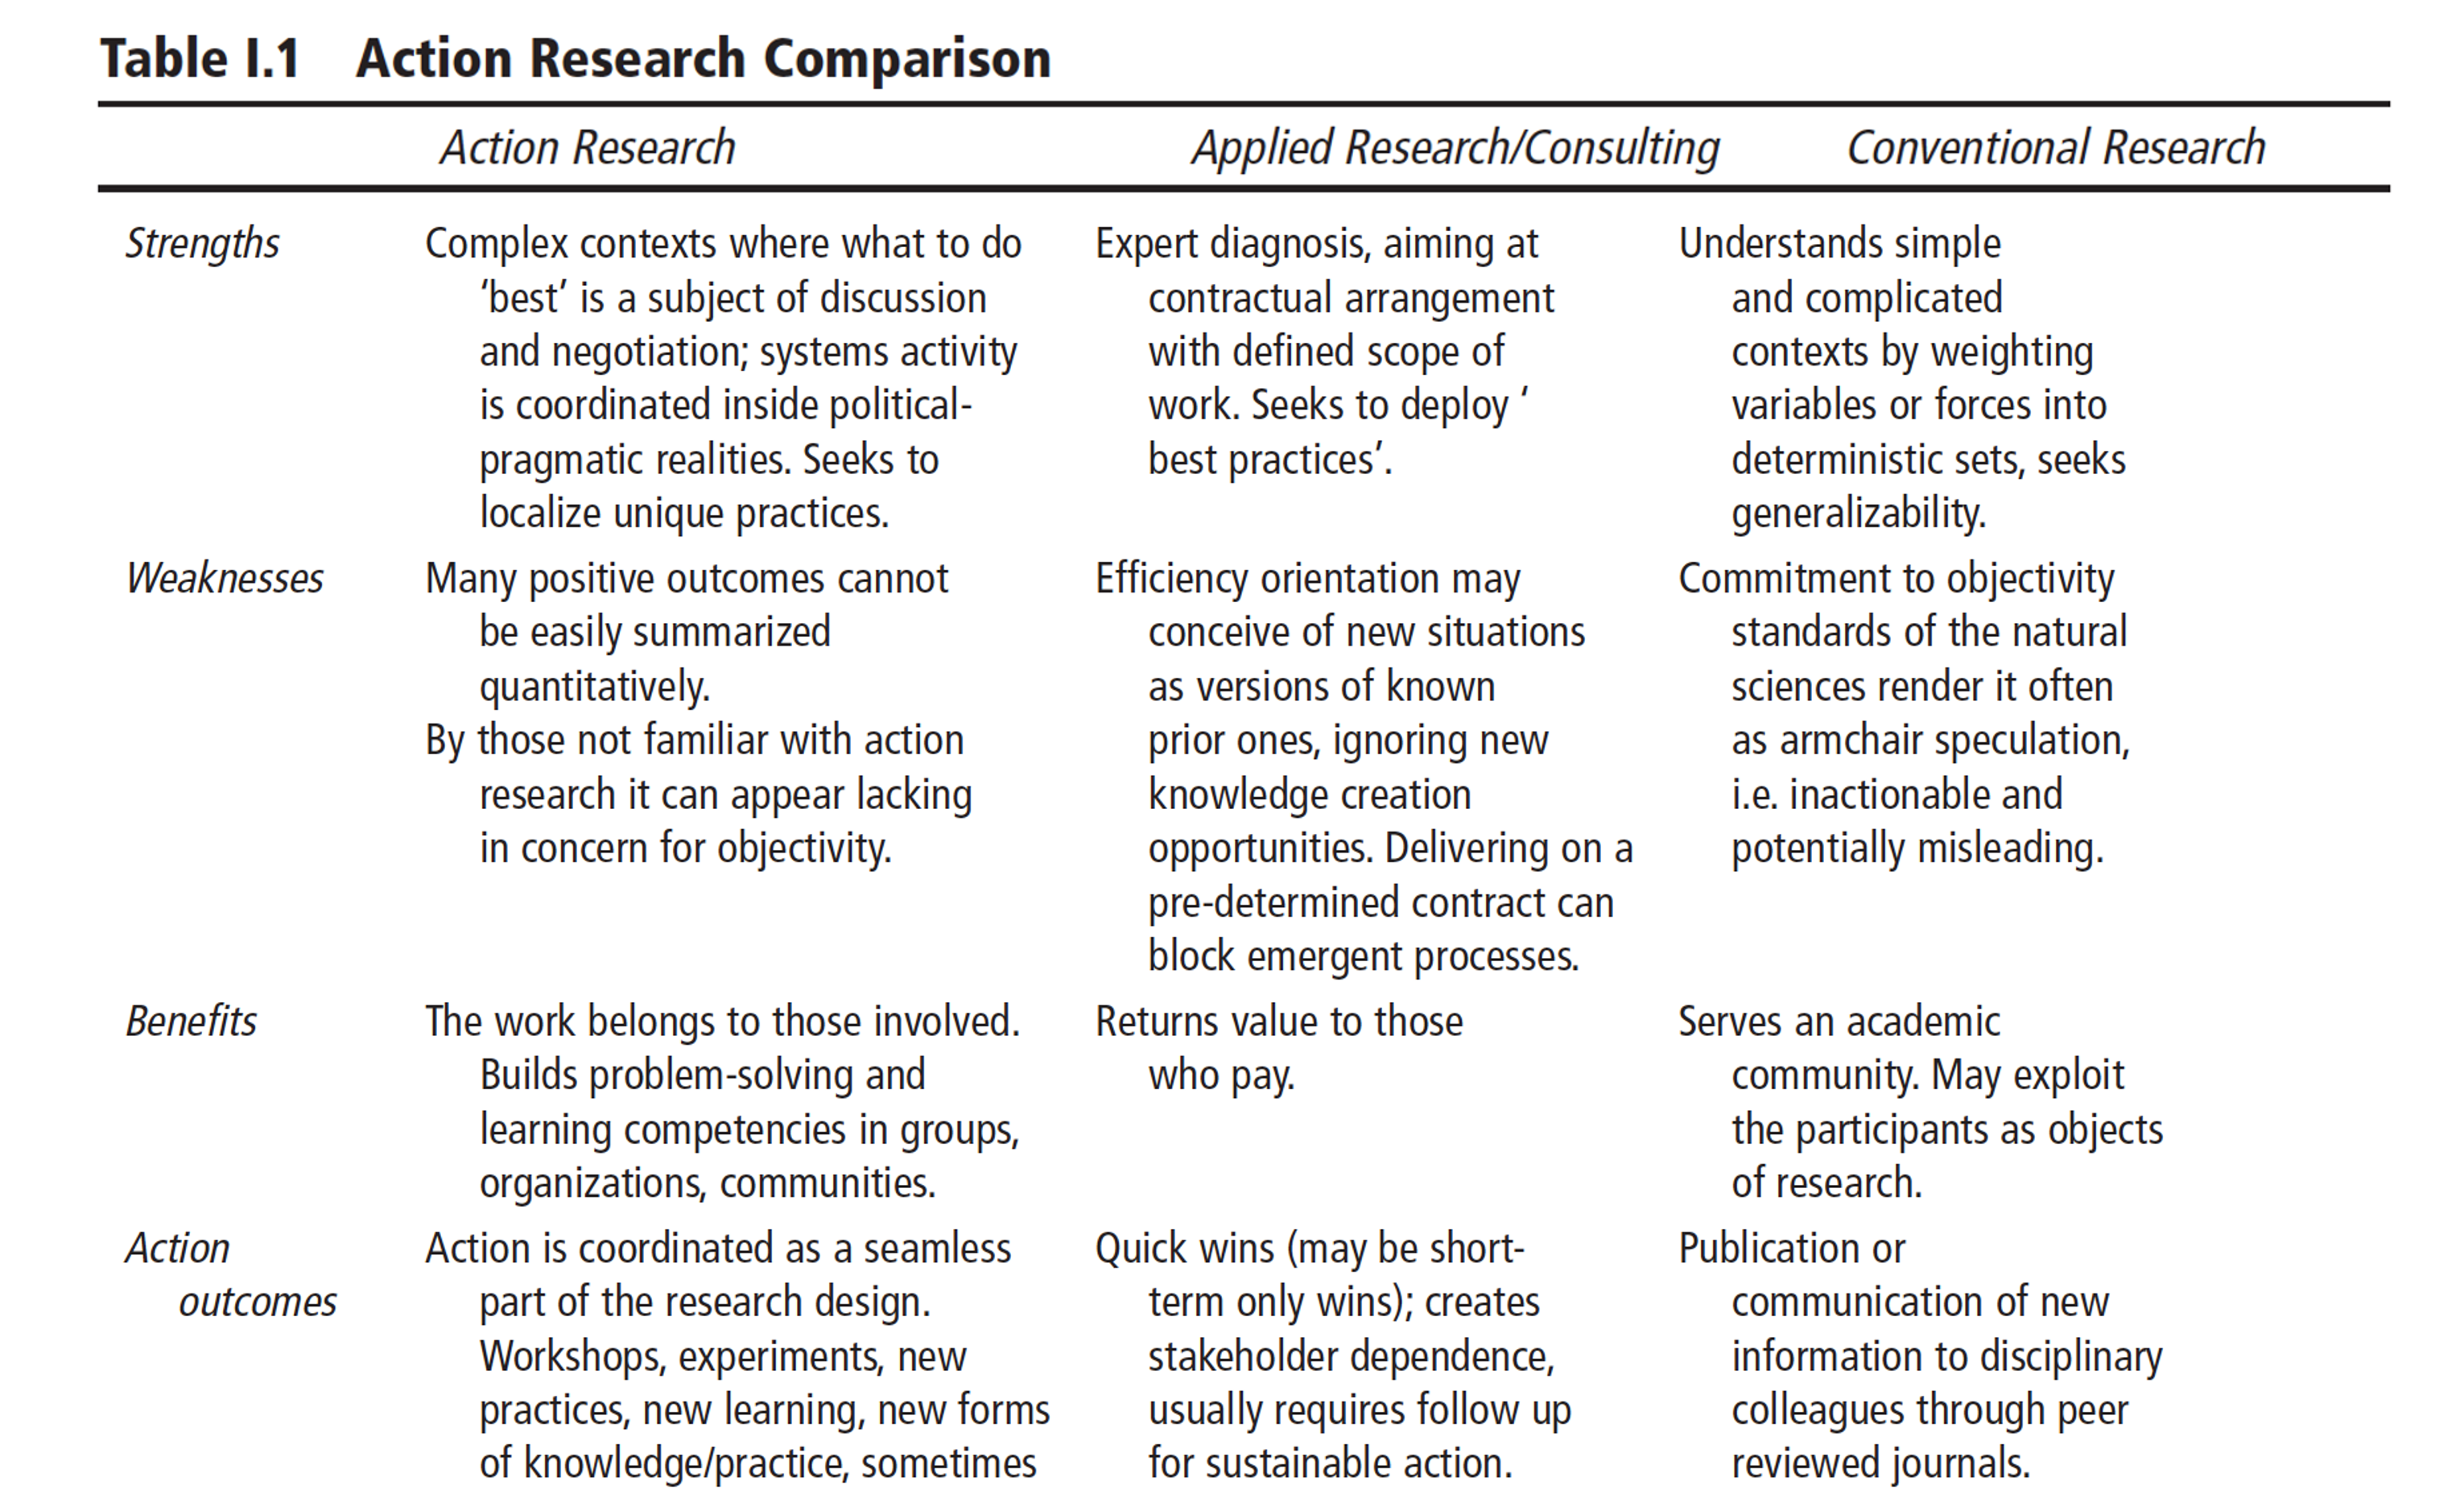 Table I.1 Action Research Comparison
Action Research Applied Research/Consulting Conventional Research
Strengths
Complex contexts where what to do
‘best’ is a subject of discussion
and negotiation; systems activity
is coordinated inside political-
pragmatic realities. Seeks to
localize unique practices.
Expert diagnosis, aiming at
contractual arrangement
with defined scope of
work. Seeks to deploy ‘
best practices’.
Understands simple
and complicated
contexts by weighting
variables or forces into
deterministic sets, seeks
generalizability.
Weaknesses
Many positive outcomes cannot
be easily summarized
quantitatively.
By those not familiar with action
research it can appear lacking
in concern for objectivity.
Efficiency orientation may
conceive of new situations
as versions of known
prior ones, ignoring new
knowledge creation
opportunities. Delivering on a
pre-determined contract can
block emergent processes.
Commitment to objectivity
standards of the natural
sciences render it often
as armchair speculation,
i.e. inactionable and
potentially misleading.
Benefits
The work belongs to those involved.
Builds problem-solving and
learning competencies in groups,
organizations, communities.
Returns value to those
who pay.
Serves an academic
community. May exploit
the participants as objects
of research.
Action
outcomes
Action is coordinated as a seamless
part of the research design.
Workshops, experiments, new
practices, new learning, new forms
of knowledge/practice, sometimes
Quick wins (may be short-
term only wins); creates
stakeholder dependence,
usually requires follow up
for sustainable action.
Publication or
communication of new
information to disciplinary
colleagues through peer
reviewed journals.